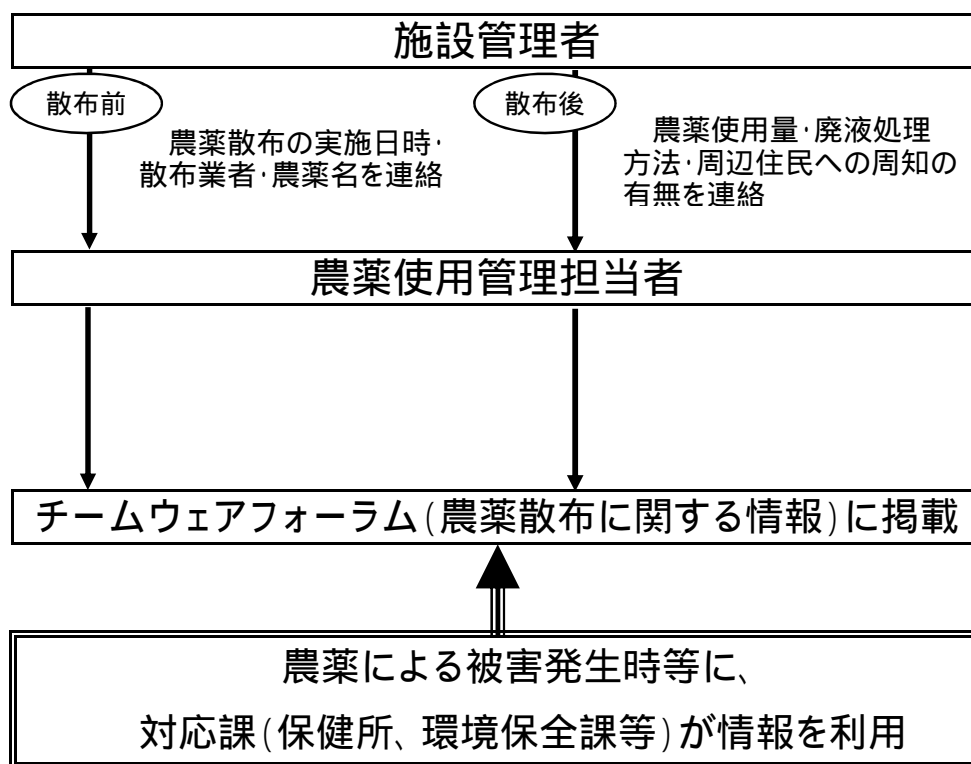 施設管理者
散布前
散布後
農薬散布の実施日時・
散布業者・農薬名を連絡
農薬使用量・廃液処理
方法・周辺住民への周知の
有無を連絡
農薬使用管理担当者
チームウェアフォーラム(農薬散布に関する情報)に掲載
農薬による被害発生時等に、
対応課(保健所、環境保全課等)が情報を利用